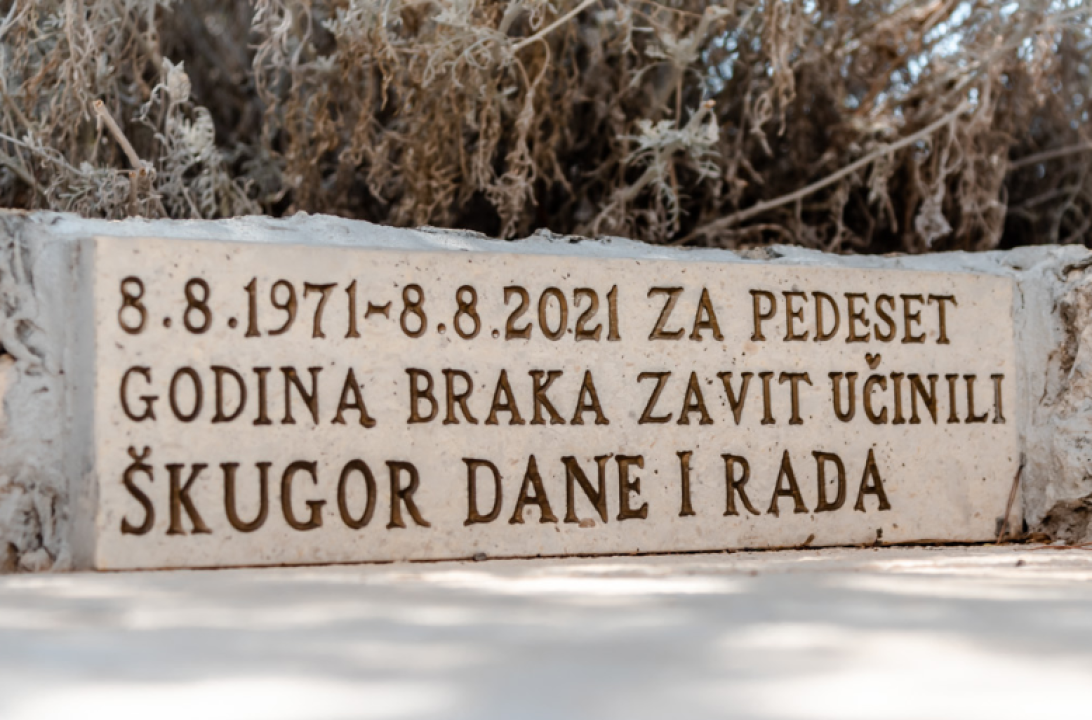 8.8.1971~8.8.2021 ZA PEDESET
GODINA BRAKA ZAVIT UČINILI
ŠKUGOR DANE I RADA